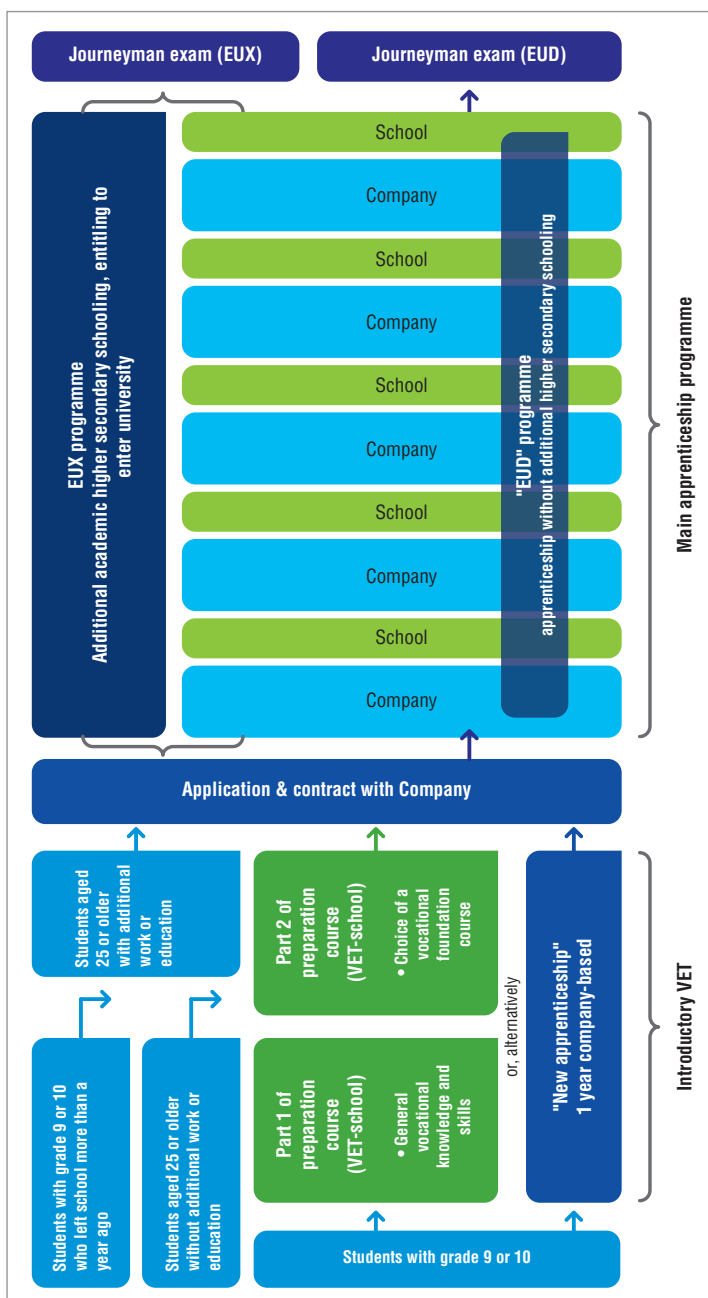 Journeyman exam (EUX)
Journeyman exam (EUD)
EUX programme
Additional academic higher secondary schooling, entitling to
enter university
School
Company
School
Company
School
Company
School
Company
School
Company
"EUD" programme
apprenticeship without additional higher secondary schooling
Main apprenticeship programme
Application & contract with Company
Students aged
25 or older
with additional
work or
education
Students with grade 9 or 10
who left school more than a
year ago
Students aged 25 or older
without additional work or
education
Part 2 of
preparation
course
(VET-school)
• Choice of a
vocational
foundation
course
Part 1 of
preparation
course
(VET-school)
• General
vocational
knowledge and
skills
or, alternatively
"New apprenticeship"
1 year company-based
Introductory VET
Students with grade 9 or 10